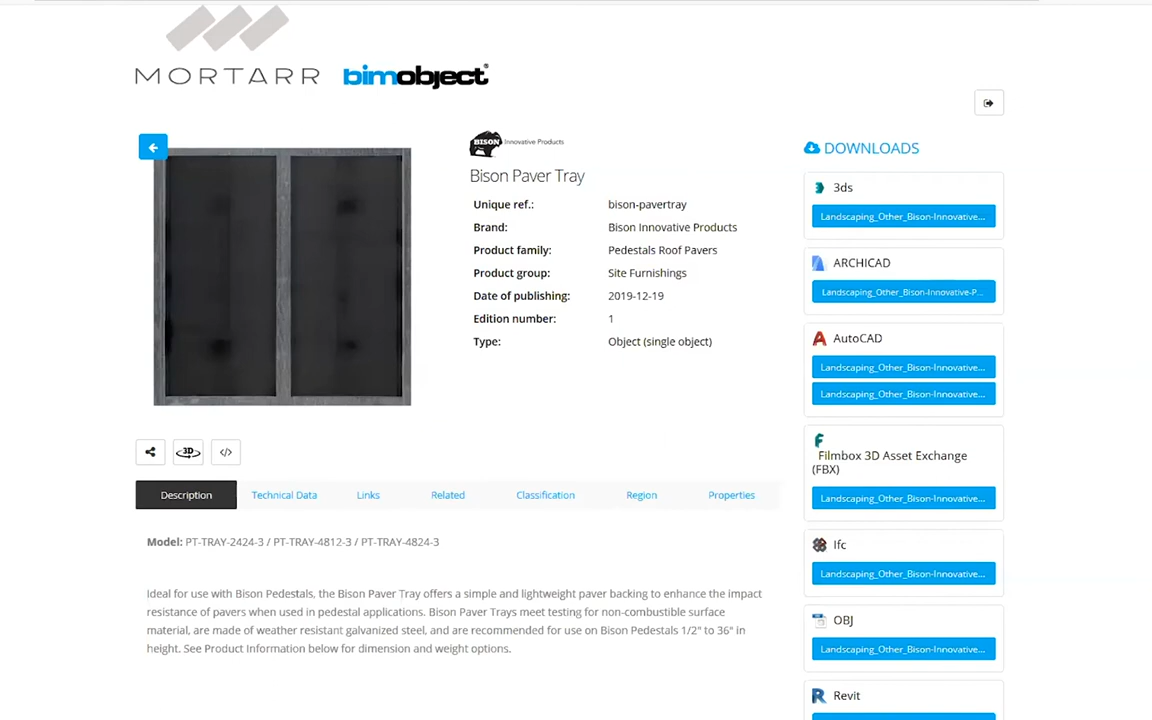 MORTARR bimobject®
BISON Innovative Products
Bison Paver Tray
Unique ref.: bison-pavertray
Brand: Bison Innovative Products
Product family: Pedestals Roof Pavers
Product group: Site Furnishings
Date of publishing: 2019-12-19
Edition number: 1
Type: Object (single object)
3D
</>
Description Technical Data Links Related Classification Region Properties
Model: PT-TRAY-2424-3 / PT-TRAY-4812-3 / PT-TRAY-4824-3
Ideal for use with Bison Pedestals, the Bison Paver Tray offers a simple and lightweight paver backing to enhance the impact
resistance of pavers when used in pedestal applications. Bison Paver Trays meet testing for non-combustible surface
material, are made of weather resistant galvanized steel, and are recommended for use on Bison Pedestals 1/2" to 36" in
height. See Product Information below for dimension and weight options.
DOWNLOADS
3ds
Landscaping_Other_Bison-Innovative...
ARCHICAD
Landscaping_Other_Bison-Innovative-P...
AutoCAD
Landscaping_Other_Bison-Innovative...
Landscaping_Other_Bison-Innovative...
Filmbox 3D Asset Exchange
(FBX)
Landscaping_Other_Bison-Innovative...
Ifc
Landscaping_Other_Bison-Innovative...
OBJ
Landscaping_Other_Bison-Innovative...
Revit